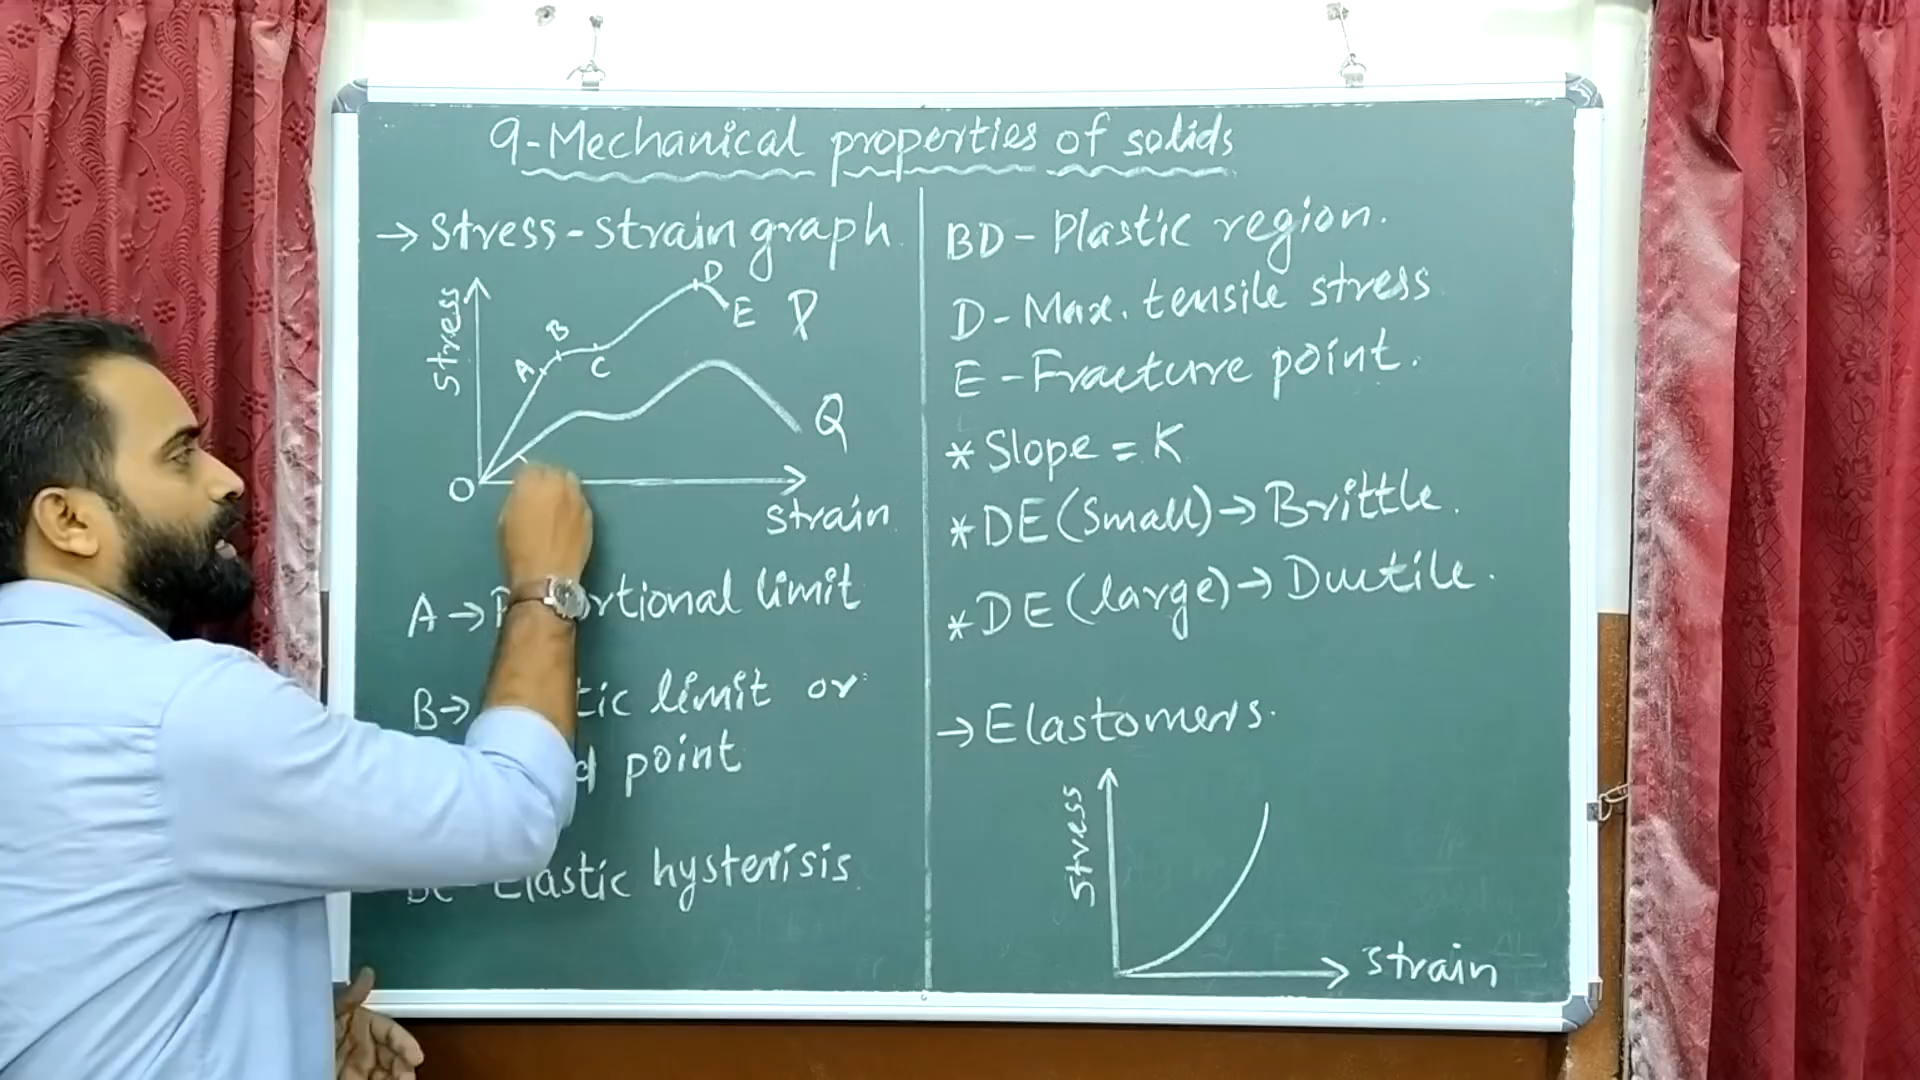 9-Mechanical properties of solids
→ Stress-strain graph
Stress
A
B
C
D
E
P
Q
O
strain
A → rtional limit
B → tic limit or
point
BC - Elastic hysterisis
BD - Plastic region.
D - Max. tensile stress
E - Fracture point.
* Slope = K
* DE (small) → Brittle.
* DE (large) → Ductile.
→ Elastomers.
Stress
strain